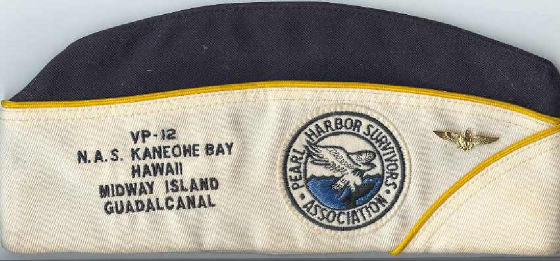 VP-12
N.A.S. KANEOHE BAY
HAWAII
MIDWAY ISLAND
GUADALCANAL
PEARL HARBOR SURVIVORS
• ASSOCIATION •